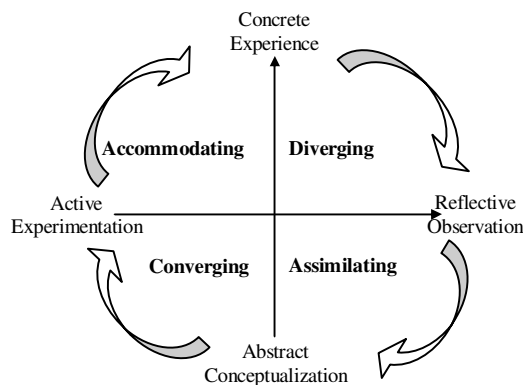 Concrete
Experience
Accommodating
Diverging
Active
Experimentation
Reflective
Observation
Converging
Assimilating
Abstract
Conceptualization